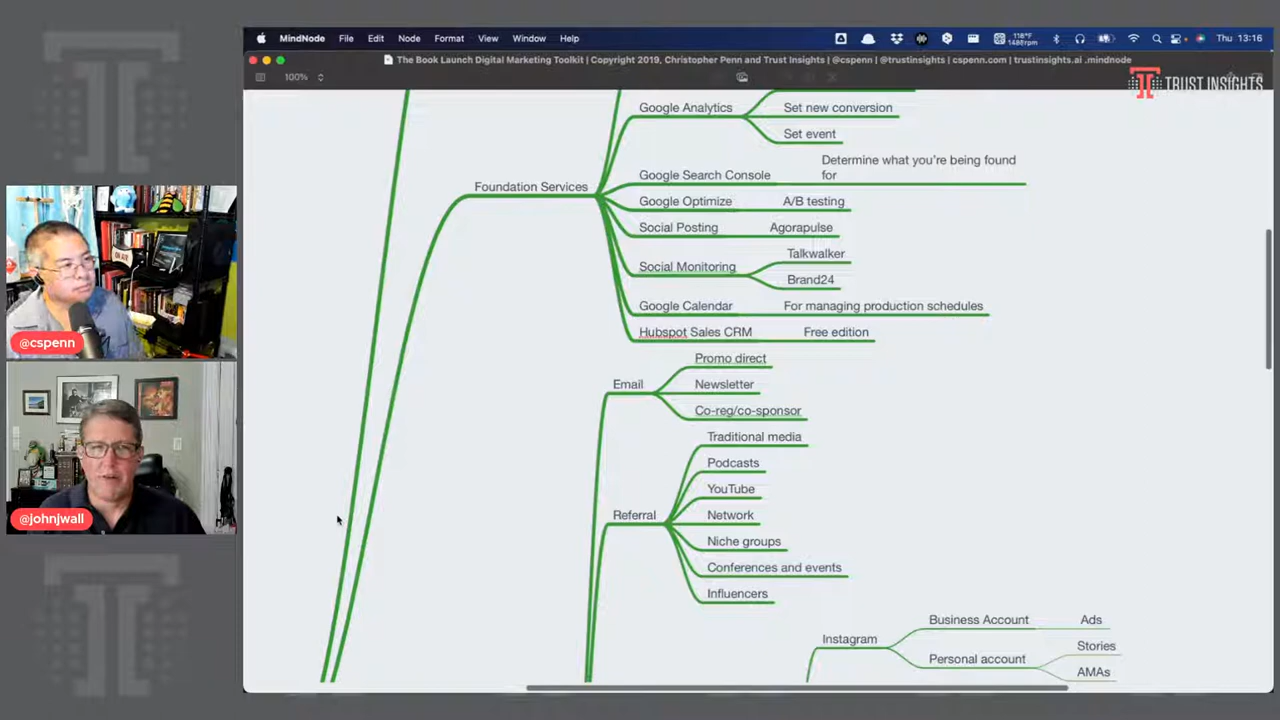 MindNode File Edit Node Format View Window Help
118°F
1486rpm
Thu 13:16
The Book Launch Digital Marketing Toolkit | Copyright 2019, Christopher Penn and Trust Insights | @cspenn | @trustinsights | cspenn.com | trustinsights.ai .mindnode
100%
TRUST INSIGHTS
Google Analytics
Set new conversion
Set event
Determine what you're being found
for
Foundation Services
Google Search Console
Google Optimize
A/B testing
Social Posting
Agorapulse
Social Monitoring
Talkwalker
Brand24
Google Calendar
For managing production schedules
Hubspot Sales CRM
Free edition
Email
Promo direct
Newsletter
Co-reg/co-sponsor
Referral
Traditional media
Podcasts
YouTube
Network
Niche groups
Conferences and events
Influencers
Instagram
Business Account
Ads
Personal account
Stories
AMAs
ON AIR
@cspenn
@johnjwall